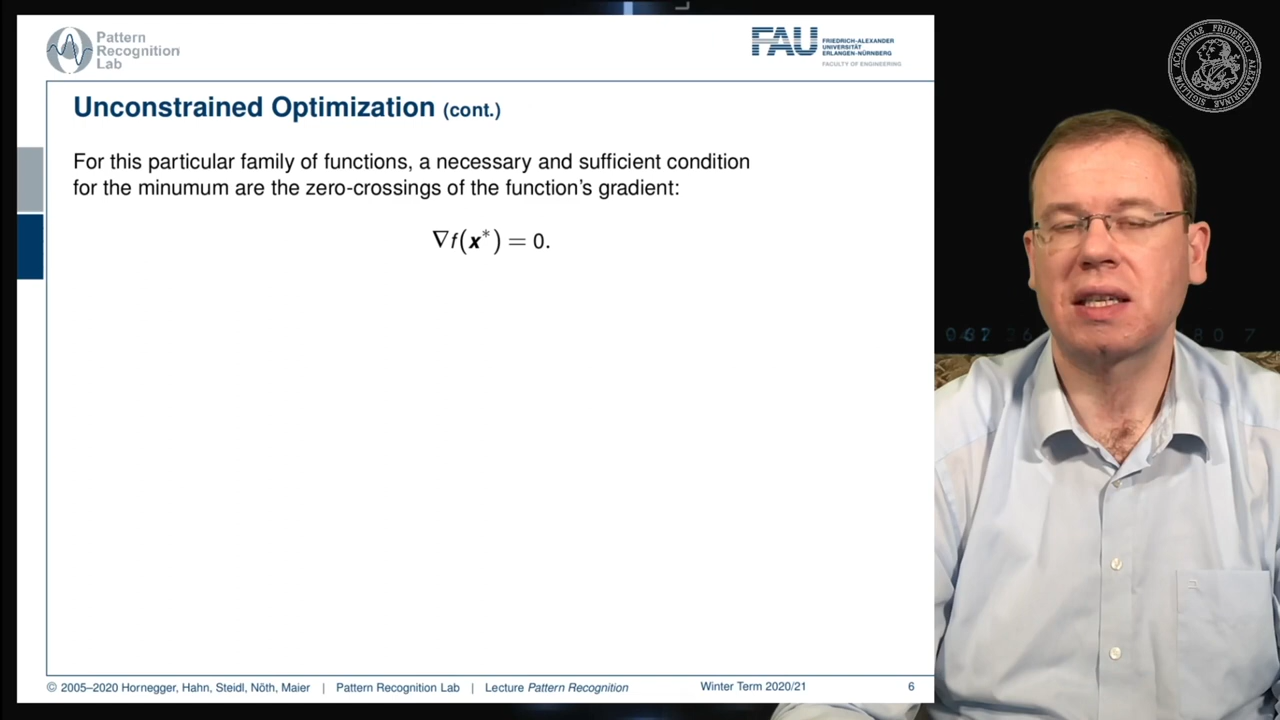 Pattern
Recognition
Lab
FAU
FRIEDRICH-ALEXANDER
UNIVERSITÄT
ERLANGEN-NÜRNBERG
FACULTY OF ENGINEERING
Unconstrained Optimization (cont.)
For this particular family of functions, a necessary and sufficient condition
for the minumum are the zero-crossings of the function's gradient:
∇f(x*) = 0.
© 2005–2020 Hornegger, Hahn, Steidl, Nöth, Maier | Pattern Recognition Lab | Lecture Pattern Recognition Winter Term 2020/21 6